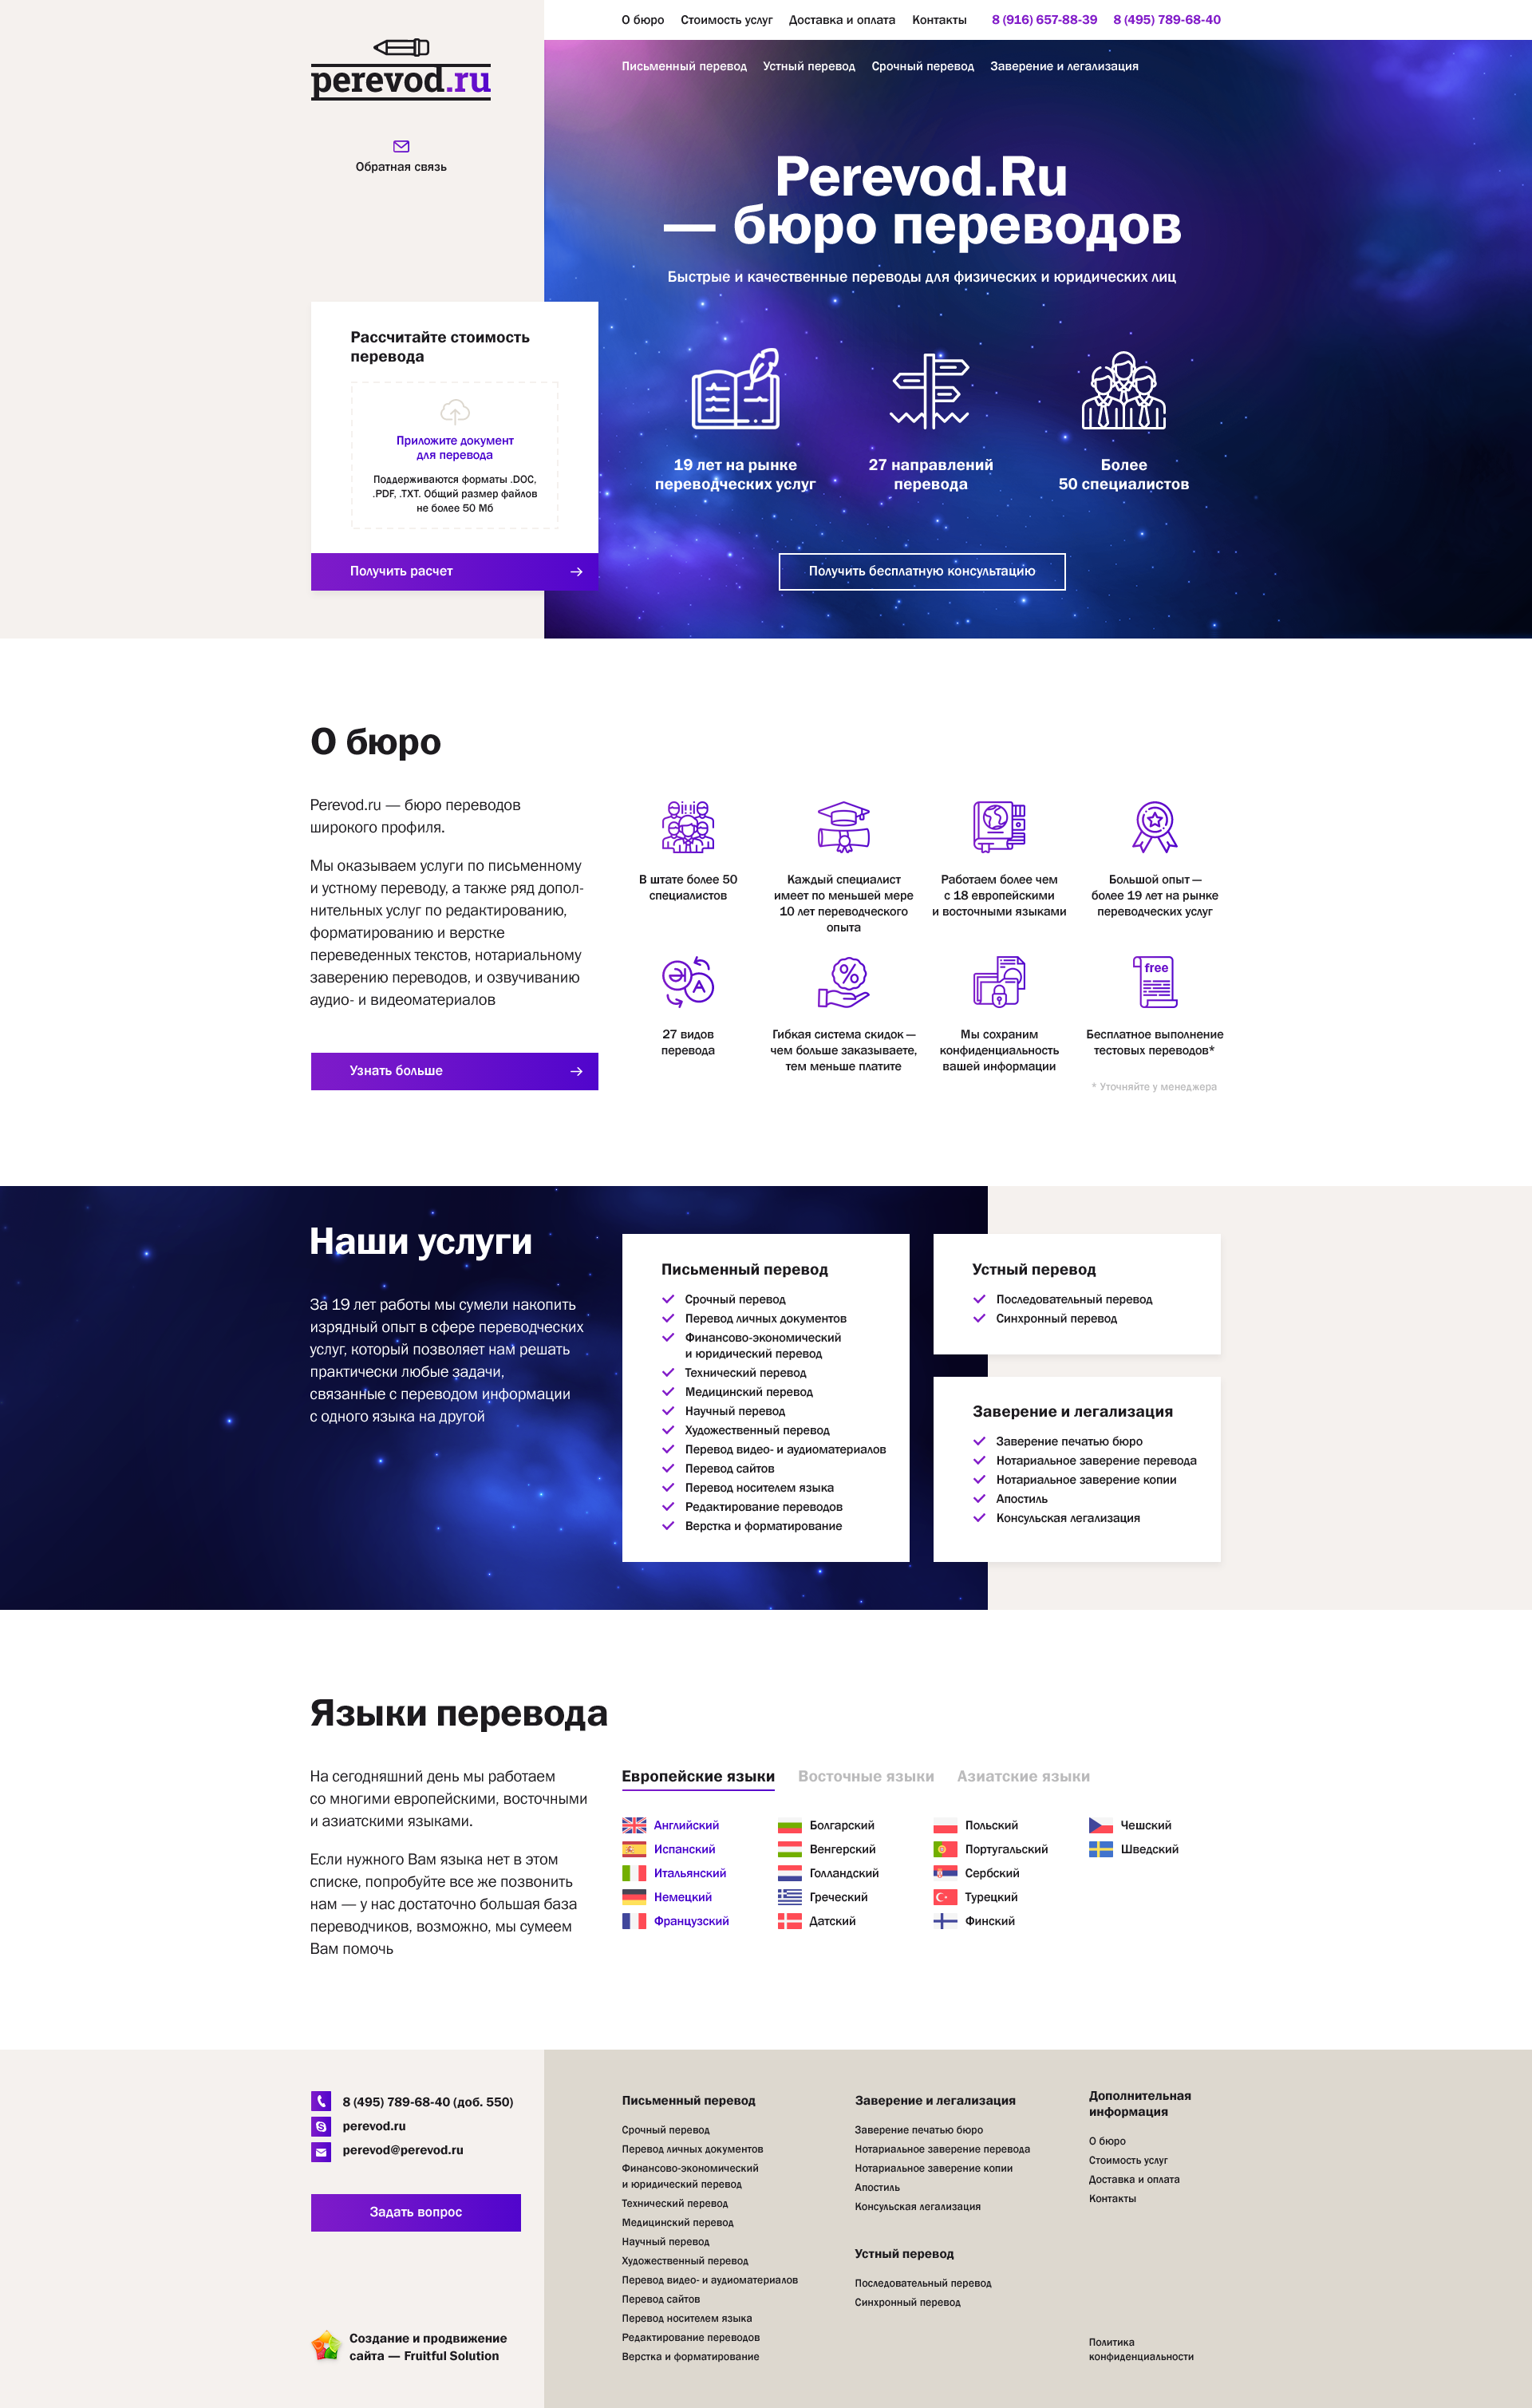 О бюро Стоимость услуг Доставка и оплата Контакты 8 (916) 657-88-39 8 (495) 789-68-40
perevod.ru
Обратная связь
Письменный перевод Устный перевод Срочный перевод Заверение и легализация
Perevod.Ru
— бюро переводов
Быстрые и качественные переводы для физических и юридических лиц
Рассчитайте стоимость
перевода
Приложите документ
для перевода
Поддерживаются форматы .DOC,
.PDF, .TXT. Общий размер файлов
не более 50 Мб
Получить расчет
19 лет на рынке
переводческих услуг
27 направлений
перевода
Более
50 специалистов
Получить бесплатную консультацию
О бюро
Perevod.ru — бюро переводов
широкого профиля.
Мы оказываем услуги по письменному
и устному переводу, а также ряд допол-
нительных услуг по редактированию,
форматированию и верстке
переведенных текстов, нотариальному
заверению переводов, и озвучиванию
аудио- и видеоматериалов
Узнать больше
В штате более 50
специалистов
Каждый специалист
имеет по меньшей мере
10 лет переводческого
опыта
Работаем более чем
с 18 европейскими
и восточными языками
Большой опыт —
более 19 лет на рынке
переводческих услуг
A
27 видов
перевода
%
Гибкая система скидок —
чем больше заказываете,
тем меньше платите
Мы сохраним
конфиденциальность
вашей информации
free
Бесплатное выполнение
тестовых переводов*
* Уточняйте у менеджера
Наши услуги
За 19 лет работы мы сумели накопить
изрядный опыт в сфере переводческих
услуг, который позволяет нам решать
практически любые задачи,
связанные с переводом информации
с одного языка на другой
Письменный перевод
Срочный перевод
Перевод личных документов
Финансово-экономический
и юридический перевод
Технический перевод
Медицинский перевод
Научный перевод
Художественный перевод
Перевод видео- и аудиоматериалов
Перевод сайтов
Перевод носителем языка
Редактирование переводов
Верстка и форматирование
Устный перевод
Последовательный перевод
Синхронный перевод
Заверение и легализация
Заверение печатью бюро
Нотариальное заверение перевода
Нотариальное заверение копии
Апостиль
Консульская легализация
Языки перевода
На сегодняшний день мы работаем
со многими европейскими, восточными
и азиатскими языками.
Если нужного Вам языка нет в этом
списке, попробуйте все же позвонить
нам — у нас достаточно большая база
переводчиков, возможно, мы сумеем
Вам помочь
Европейские языки Восточные языки Азиатские языки
Английский
Испанский
Итальянский
Немецкий
Французский
Болгарский
Венгерский
Голландский
Греческий
Датский
Польский
Португальский
Сербский
Турецкий
Финский
Чешский
Шведский
8 (495) 789-68-40 (доб. 550)
perevod.ru
perevod@perevod.ru
Задать вопрос
Создание и продвижение
сайта — Fruitful Solution
Письменный перевод
Срочный перевод
Перевод личных документов
Финансово-экономический
и юридический перевод
Технический перевод
Медицинский перевод
Научный перевод
Художественный перевод
Перевод видео- и аудиоматериалов
Перевод сайтов
Перевод носителем языка
Редактирование переводов
Верстка и форматирование
Заверение и легализация
Заверение печатью бюро
Нотариальное заверение перевода
Нотариальное заверение копии
Апостиль
Консульская легализация
Устный перевод
Последовательный перевод
Синхронный перевод
Дополнительная
информация
О бюро
Стоимость услуг
Доставка и оплата
Контакты
Политика
конфиденциальности